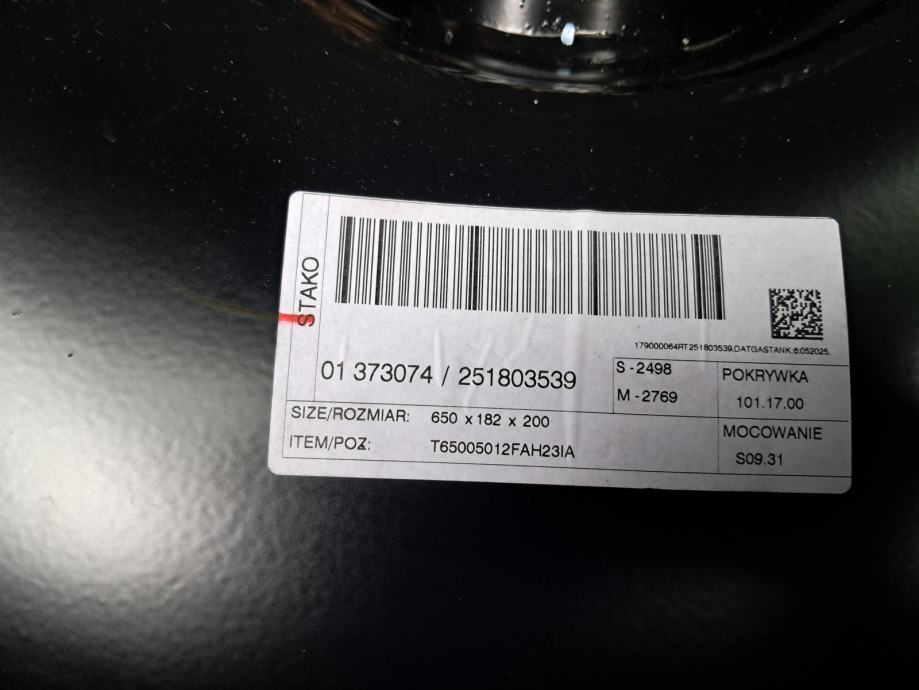 STAKO
179000064RT251803539,DATGASTANK:6:052025.
01 373074 / 251803539
S - 2498
M - 2769
POKRYWKA
101.17.00
SIZE/ROZMIAR: 650 x 182 x 200
MOCOWANIE
ITEM/POZ: T65005012FAH23IA
S09.31